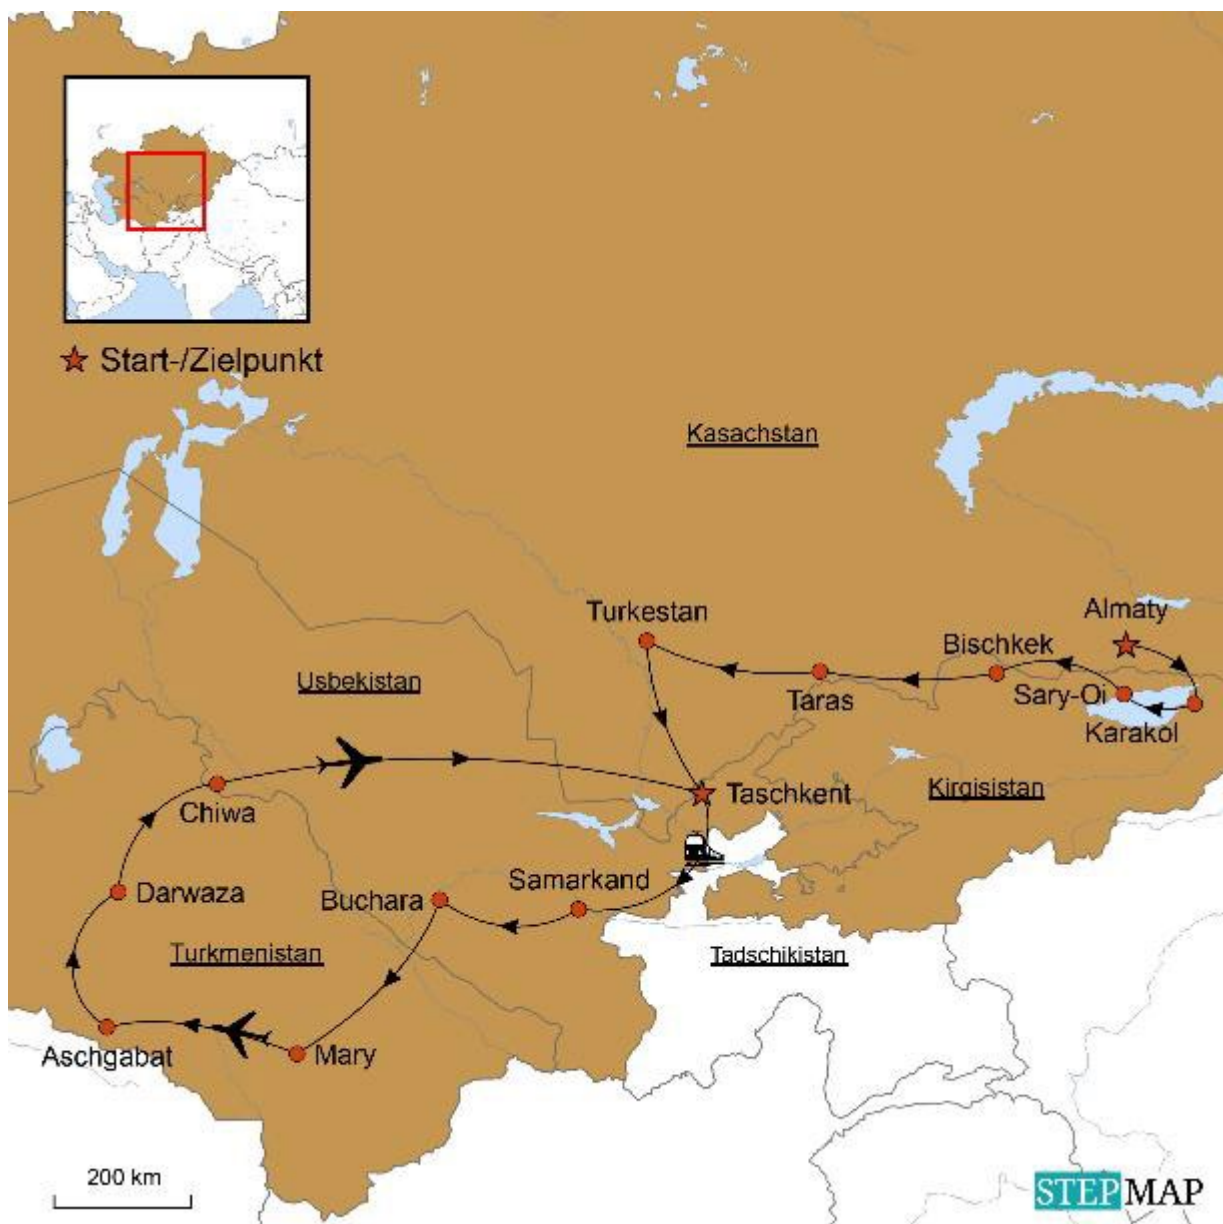 Start-/Zielpunkt
Kasachstan
Almaty
Turkestan
Bischkek
Usbekistan
Taras
Sary-Oi
Karakol
Kirgisistan
Taschkent
Chiwa
Samarkand
Buchara
Darwaza
Turkmenistan
Tadschikistan
Aschgabat
Mary
200 km
STEPMAP